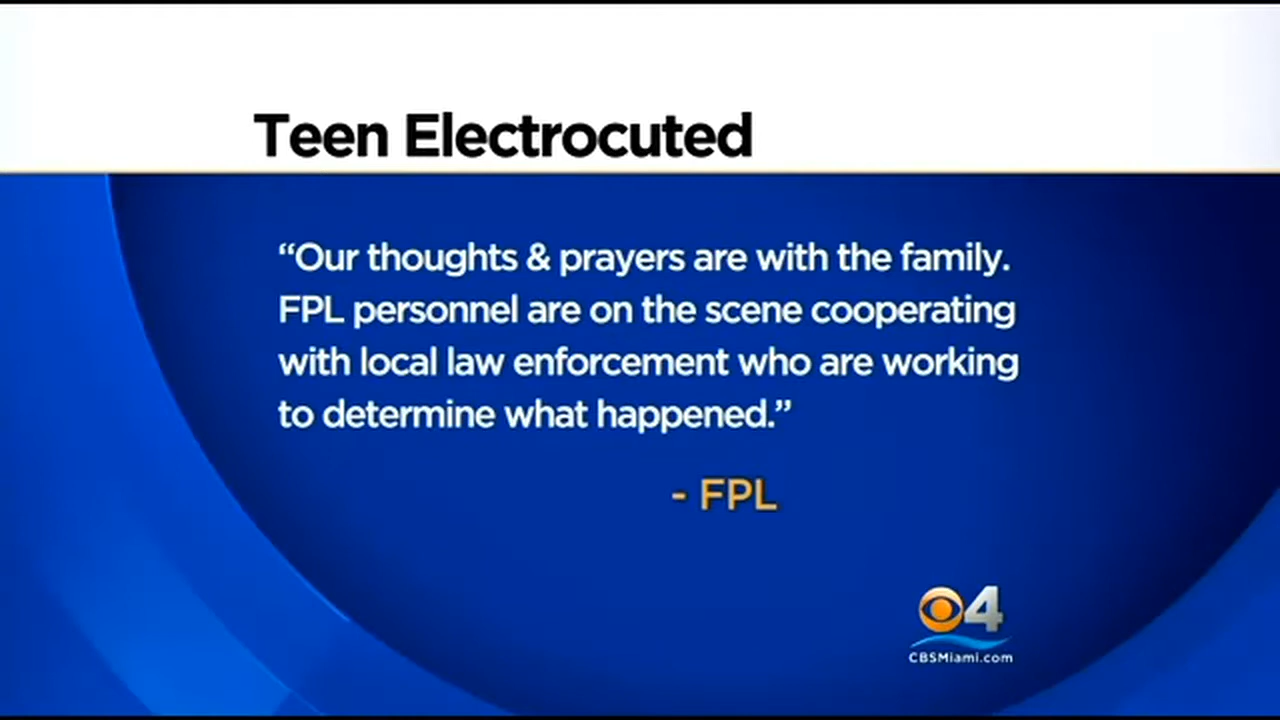 Teen Electrocuted
“Our thoughts & prayers are with the family.
FPL personnel are on the scene cooperating
with local law enforcement who are working
to determine what happened.”
- FPL
4
CBSMiami.com